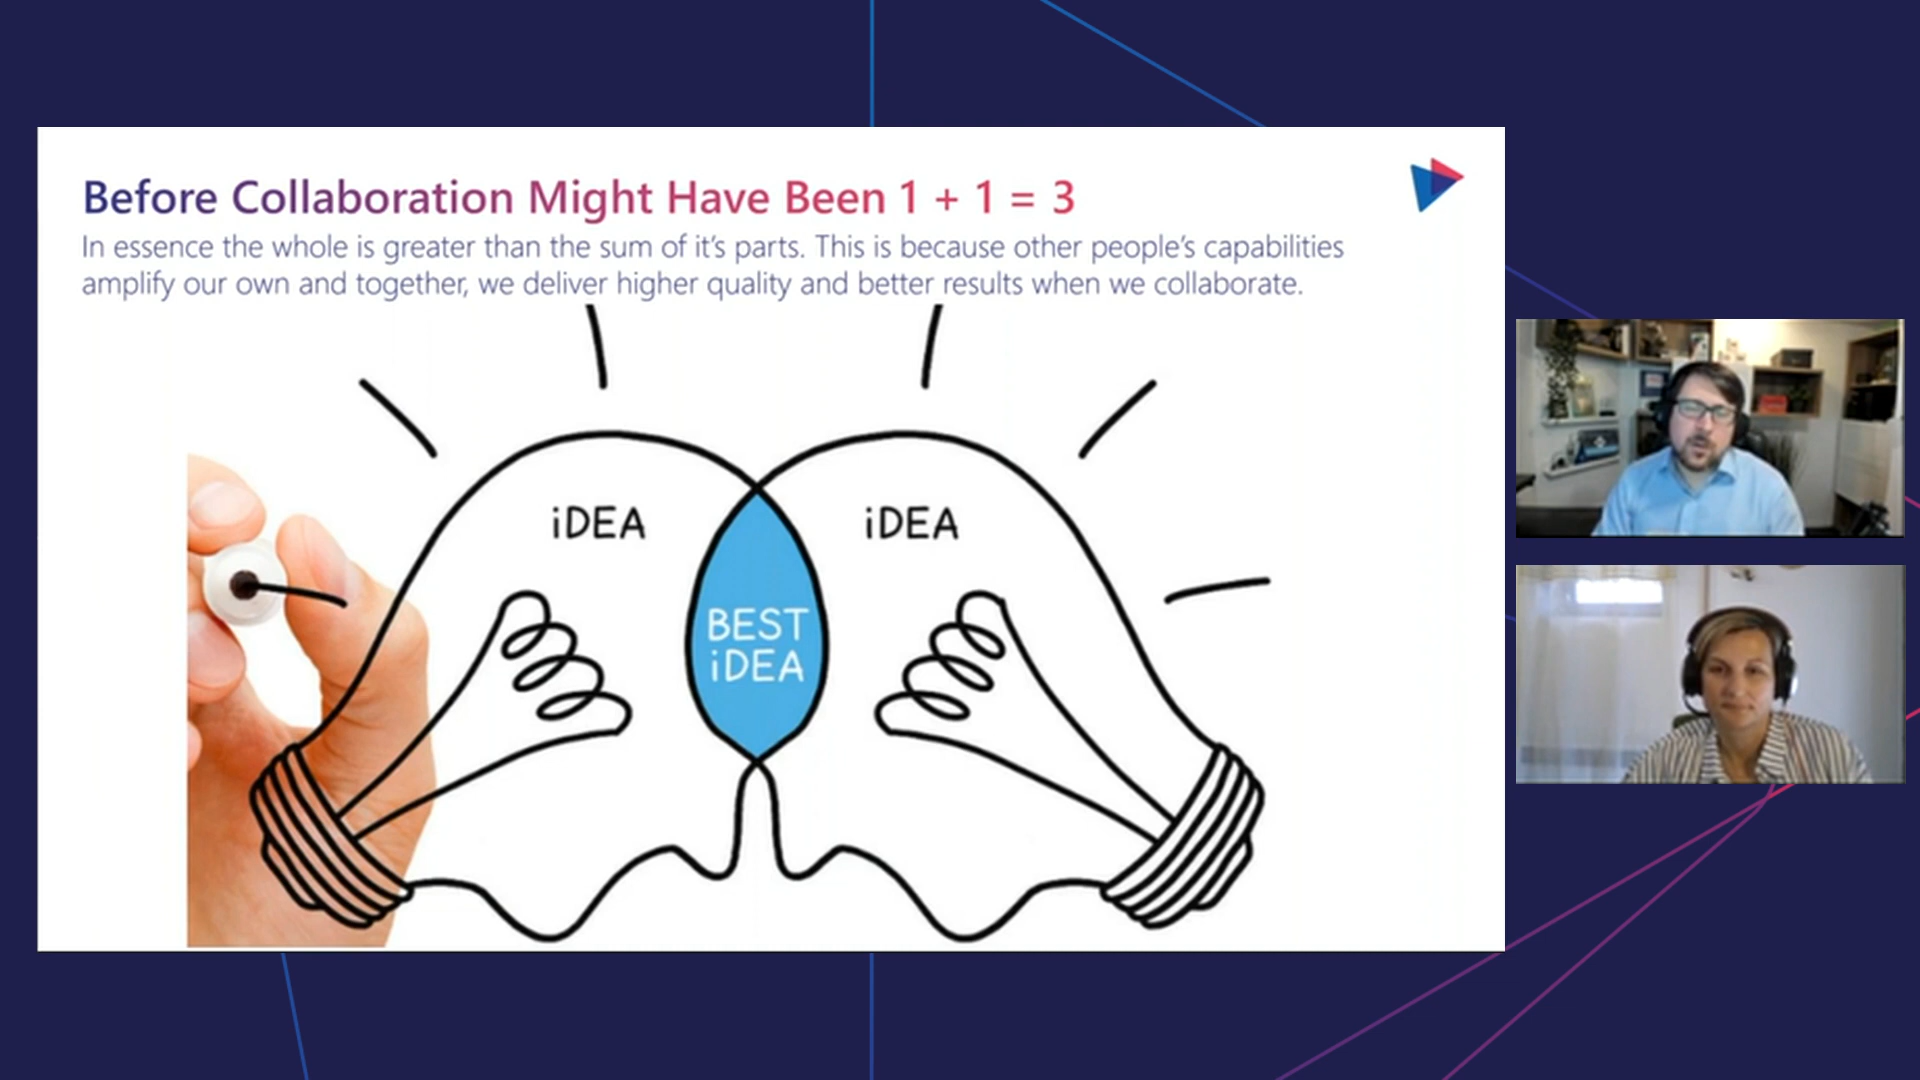 Before Collaboration Might Have Been 1 + 1 = 3
In essence the whole is greater than the sum of it's parts. This is because other people's capabilities
amplify our own and together, we deliver higher quality and better results when we collaborate.
iDEA
iDEA
BEST
iDEA